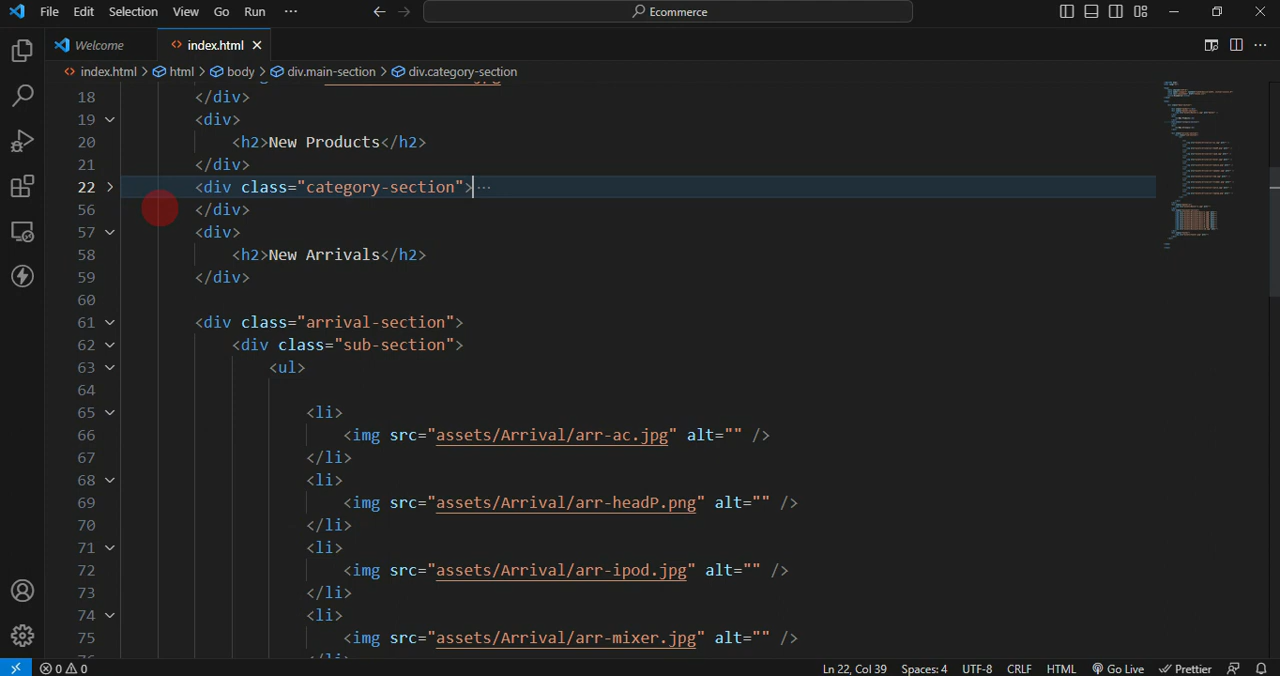 File Edit Selection View Go Run ··· Ecommerce
Welcome index.html
index.html > html > body > div.main-section > div.category-section
18 </div>
19 <div>
20 <h2>New Products</h2>
21 </div>
22 <div class="category-section">···
56 </div>
57 <div>
58 <h2>New Arrivals</h2>
59 </div>
60
61 <div class="arrival-section">
62 <div class="sub-section">
63 <ul>
64
65 <li>
66 <img src="assets/Arrival/arr-ac.jpg" alt="" />
67 </li>
68 <li>
69 <img src="assets/Arrival/arr-headP.png" alt="" />
70 </li>
71 <li>
72 <img src="assets/Arrival/arr-ipod.jpg" alt="" />
73 </li>
74 <li>
75 <img src="assets/Arrival/arr-mixer.jpg" alt="" />
76 </li>
0 0 Ln 22, Col 39 Spaces: 4 UTF-8 CRLF HTML Go Live Prettier